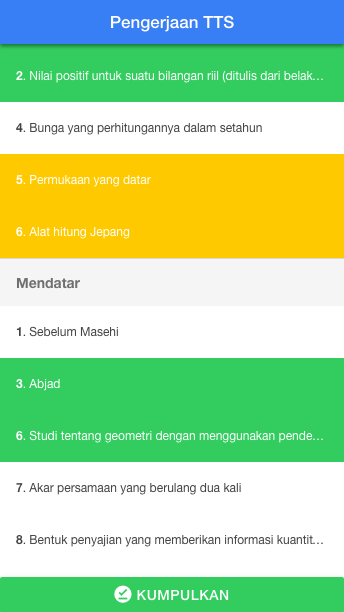 Pengerjaan TTS
2. Nilai positif untuk suatu bilangan riil (ditulis dari belak...
4. Bunga yang perhitungannya dalam setahun
5. Permukaan yang datar
6. Alat hitung Jepang
Mendatar
1. Sebelum Masehi
3. Abjad
6. Studi tentang geometri dengan menggunakan pende...
7. Akar persamaan yang berulang dua kali
8. Bentuk penyajian yang memberikan informasi kuantit...
KUMPULKAN